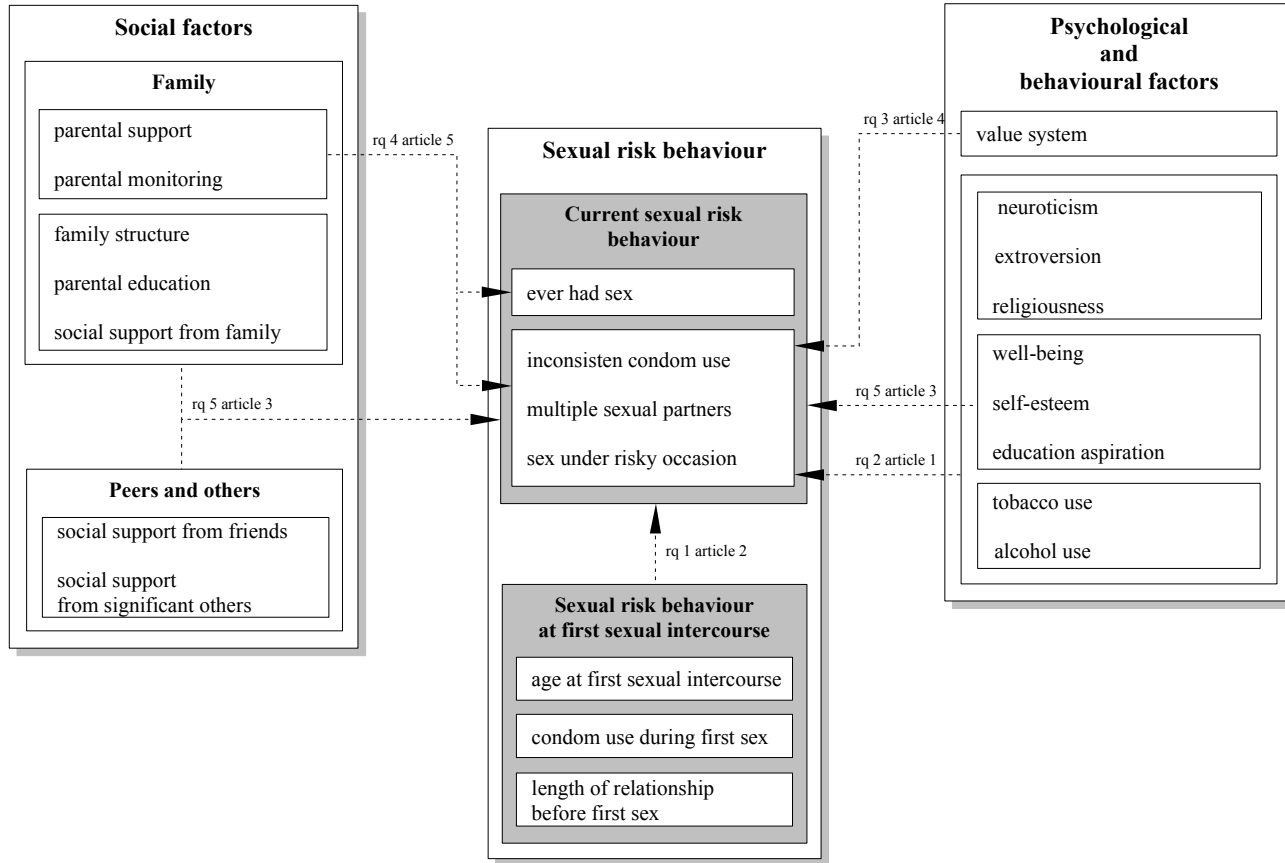 Social factors
Family
parental support
parental monitoring
family structure
parental education
social support from family
rq 4 article 5
rq 5 article 3
Peers and others
social support from friends
social support
from significant others
Sexual risk behaviour
Current sexual risk
behaviour
ever had sex
inconsisten condom use
multiple sexual partners
sex under risky occasion
rq 1 article 2
Sexual risk behaviour
at first sexual intercourse
age at first sexual intercourse
condom use during first sex
length of relationship
before first sex
rq 3 article 4
rq 5 article 3
rq 2 article 1
Psychological
and
behavioural factors
value system
neuroticism
extroversion
religiousness
well-being
self-esteem
education aspiration
tobacco use
alcohol use